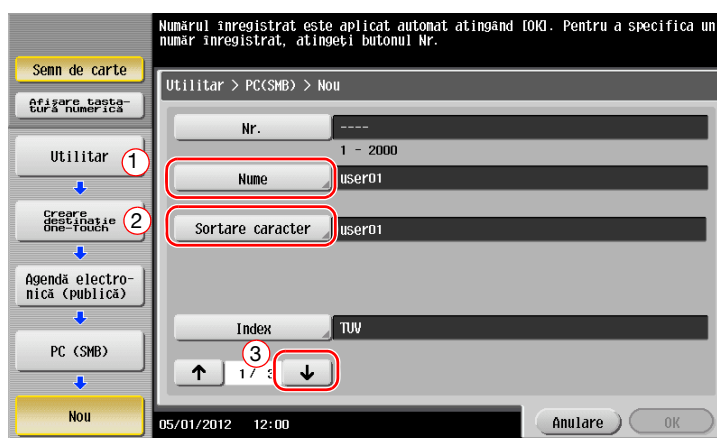 Numărul înregistrat este aplicat automat atingând [OK]. Pentru a specifica un
număr înregistrat, atingeți butonul Nr.
Semn de carte
Afișare tasta-
tură numerică
Utilitar > PC(SMB) > Nou
Nr.
----
1 - 2000
Utilitar
1
Nume
user01
Creare
destinație
One-Touch
2
Sortare caracter
user01
Agendă electro-
nică (publică)
Index
TUV
PC (SMB)
3
↑ 1/ 3 ↓
Nou
05/01/2012 12:00
Anulare
OK